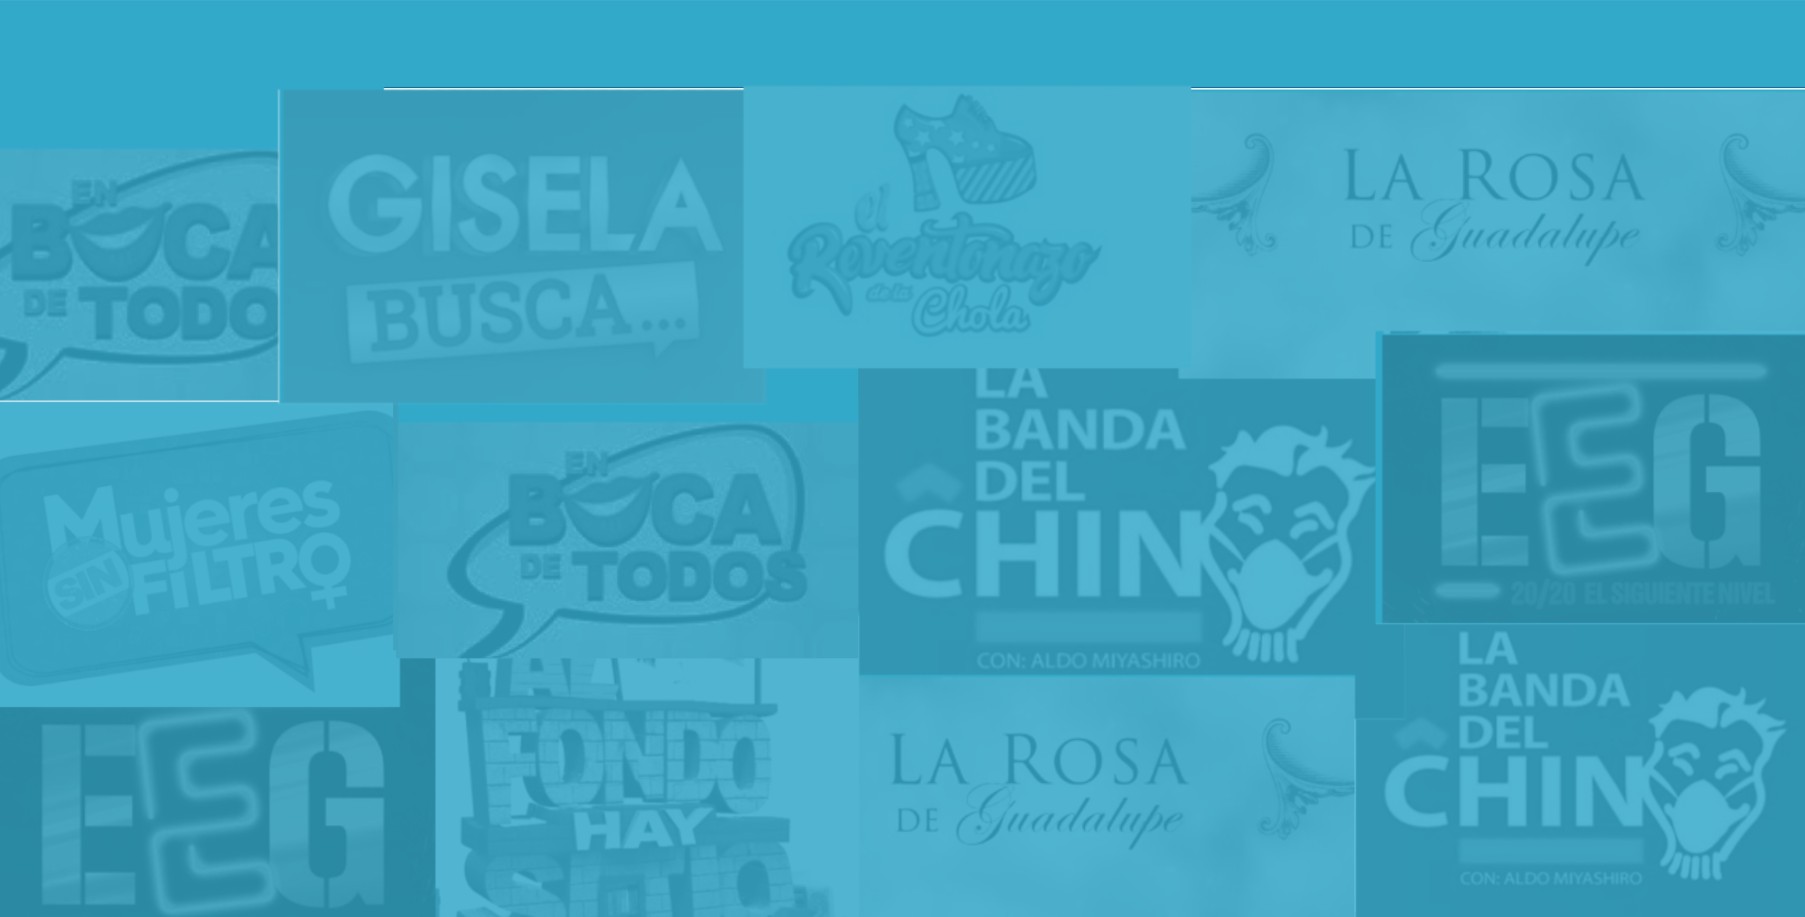 EN
BOCA
DE TODO
GISELA
BUSCA...
el
Reventonazo
de la
Chola
LA ROSA
DE Guadalupe
Mujeres
SIN
FiLTRO
EN
BOCA
DE TODOS
LA
BANDA
DEL
CHIN
CON: ALDO MIYASHIRO
EEG
20/20 EL SIGUIENTE NIVEL
EEG
AL
FONDO
HAY
SITIO
LA ROSA
DE Guadalupe
LA
BANDA
DEL
CHIN
CON: ALDO MIYASHIRO